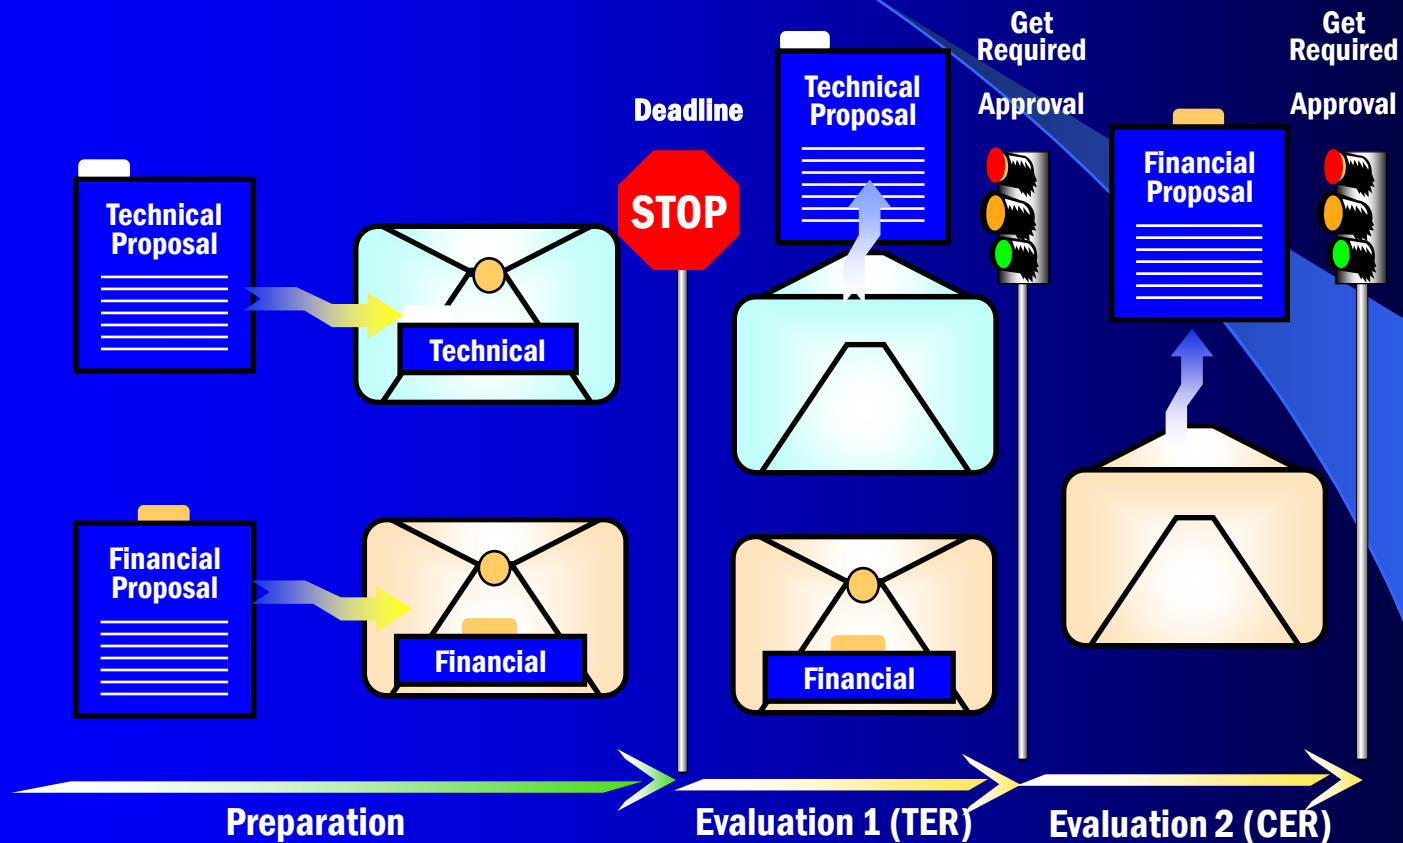 Technical
Proposal
Technical
Financial
Proposal
Financial
Deadline
STOP
Technical
Proposal
Financial
Get
Required
Approval
Financial
Proposal
Get
Required
Approval
Preparation
Evaluation 1 (TER)
Evaluation 2 (CER)